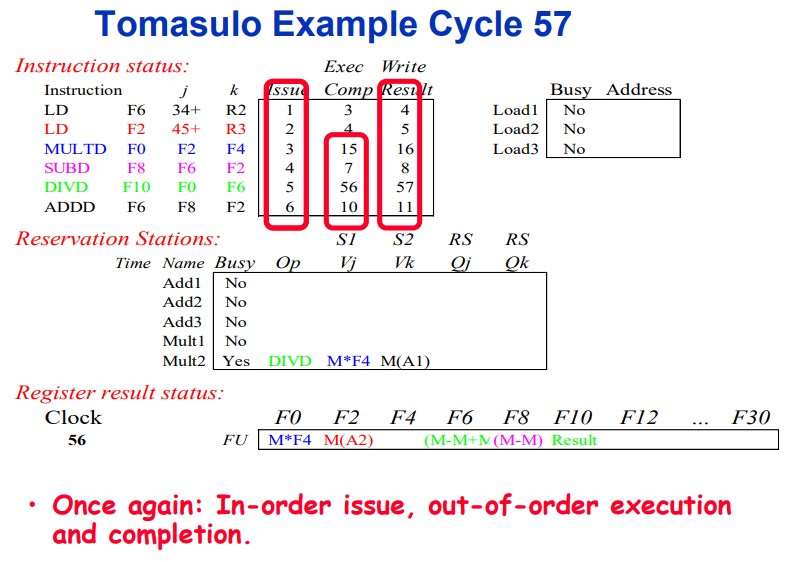 Tomasulo Example Cycle 57
Instruction status: Exec Write
Instruction j k Issue Comp Result Busy Address
LD F6 34+ R2 1 3 4 Load1 No
LD F2 45+ R3 2 4 5 Load2 No
MULTD F0 F2 F4 3 15 16 Load3 No
SUBD F8 F6 F2 4 7 8
DIVD F10 F0 F6 5 56 57
ADDD F6 F8 F2 6 10 11
Reservation Stations: S1 S2 RS RS
Time Name Busy Op Vj Vk Qj Qk
Add1 No
Add2 No
Add3 No
Mult1 No
Mult2 Yes DIVD M*F4 M(A1)
Register result status:
Clock F0 F2 F4 F6 F8 F10 F12 ... F30
56 FU M*F4 M(A2) (M-M+M (M-M) Result
• Once again: In-order issue, out-of-order execution
and completion.